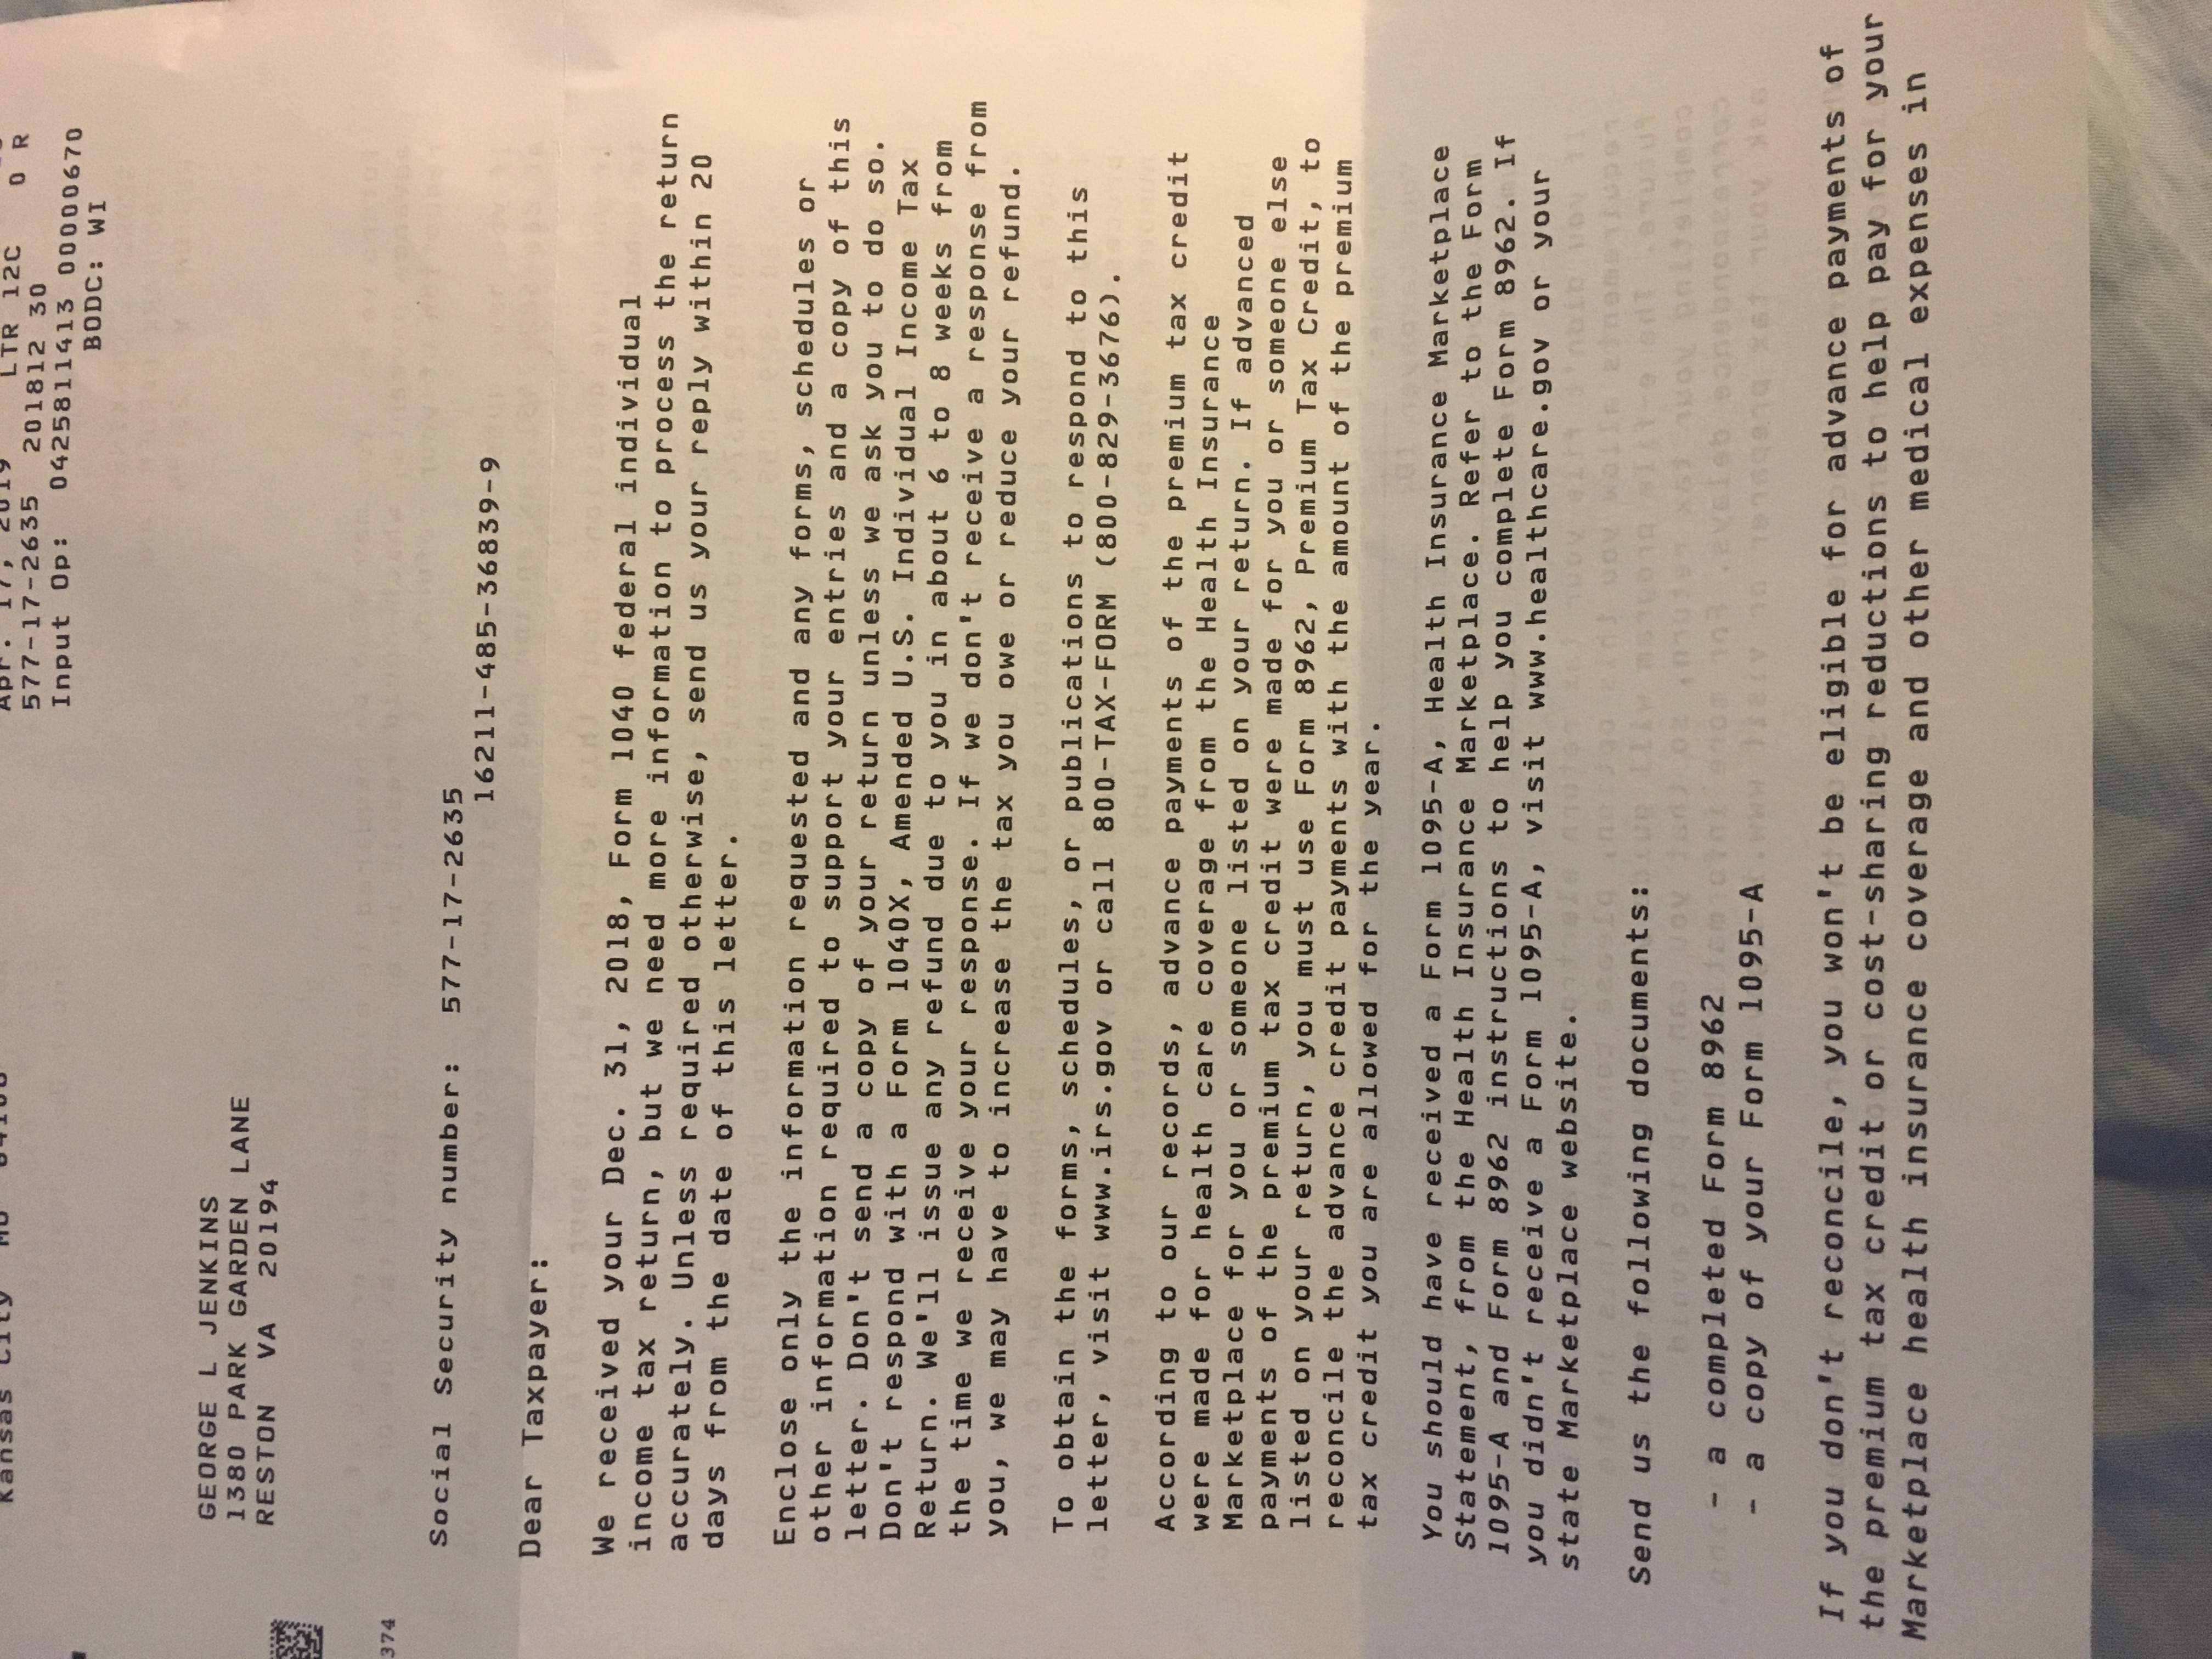 Kansas City MO 64108
Apr. 17, 2019 LTR 12C 0 R
577-17-2635 201812 30
Input Op: 0425811413 00000670
BODC: WI
GEORGE L JENKINS
1380 PARK GARDEN LANE
RESTON VA 20194
374
Social Security number: 577-17-2635
16211-485-36839-9
Dear Taxpayer:
We received your Dec. 31, 2018, Form 1040 federal individual
income tax return, but we need more information to process the return
accurately. Unless required otherwise, send us your reply within 20
days from the date of this letter.
Enclose only the information requested and any forms, schedules or
other information required to support your entries and a copy of this
letter. Don't send a copy of your return unless we ask you to do so.
Don't respond with a Form 1040X, Amended U.S. Individual Income Tax
Return. We'll issue any refund due to you in about 6 to 8 weeks from
the time we receive your response. If we don't receive a response from
you, we may have to increase the tax you owe or reduce your refund.
To obtain the forms, schedules, or publications to respond to this
letter, visit www.irs.gov or call 800-TAX-FORM (800-829-3676).
According to our records, advance payments of the premium tax credit
were made for health care coverage from the Health Insurance
Marketplace for you or someone listed on your return. If advanced
payments of the premium tax credit were made for you or someone else
listed on your return, you must use Form 8962, Premium Tax Credit, to
reconcile the advance credit payments with the amount of the premium
tax credit you are allowed for the year.
You should have received a Form 1095-A, Health Insurance Marketplace
Statement, from the Health Insurance Marketplace. Refer to the Form
1095-A and Form 8962 instructions to help you complete Form 8962. If
you didn't receive a Form 1095-A, visit www.healthcare.gov or your
state Marketplace website.
Send us the following documents:
- a completed Form 8962
- a copy of your Form 1095-A
If you don't reconcile, you won't be eligible for advance payments of
the premium tax credit or cost-sharing reductions to help pay for your
Marketplace health insurance coverage and other medical expenses in